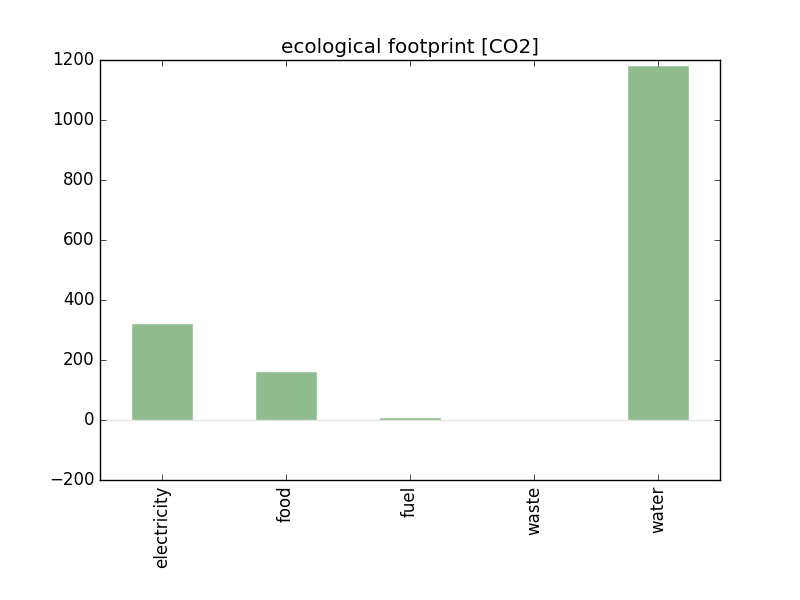 ecological footprint [CO2]
1200
1000
800
600
400
200
0
−200
electricity
food
fuel
waste
water